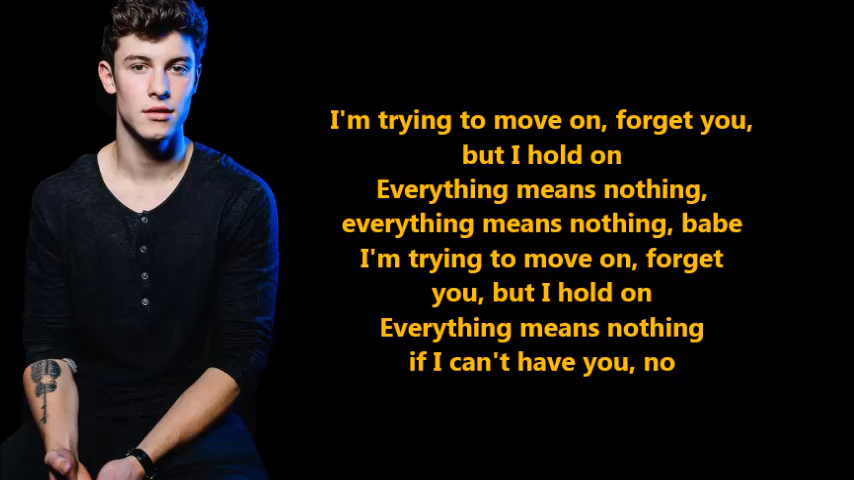 I'm trying to move on, forget you,
but I hold on
Everything means nothing,
everything means nothing, babe
I'm trying to move on, forget
you, but I hold on
Everything means nothing
if I can't have you, no